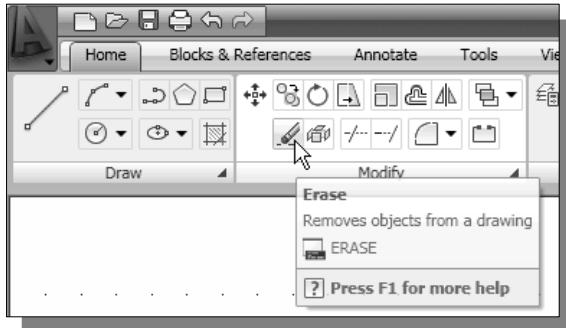 Home Blocks & References Annotate Tools Vie
Draw Modify
Erase
Removes objects from a drawing
ERASE
? Press F1 for more help